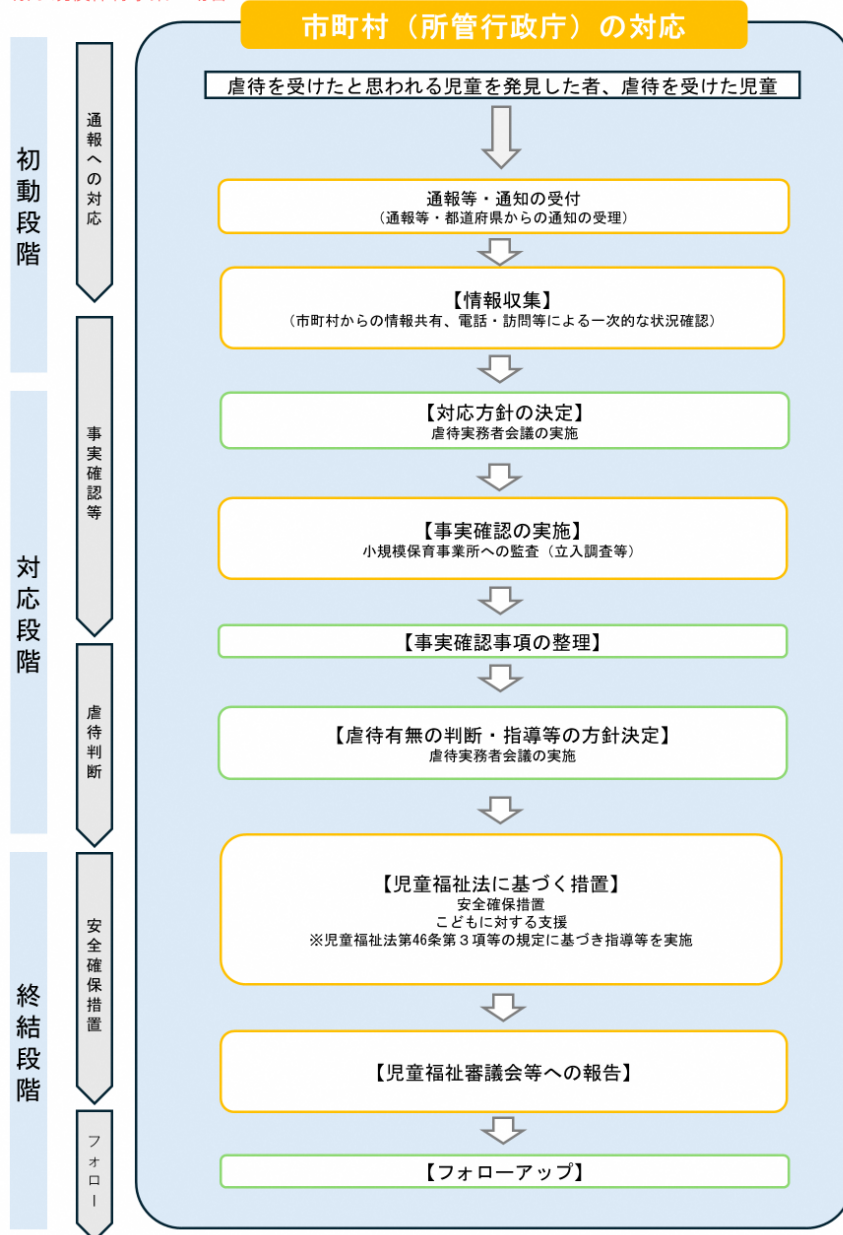 市町村（所管行政庁）の対応
虐待を受けたと思われる児童を発見した者、虐待を受けた児童
初動段階
通報への対応
通報等・通知の受付
（通報等・都道府県からの通知の受理）
【情報収集】
（市町村からの情報共有、電話・訪問等による一次的な状況確認）
対応段階
事実確認等
【対応方針の決定】
虐待実務者会議の実施
【事実確認の実施】
小規模保育事業所への監査（立入調査等）
【事実確認事項の整理】
虐待判断
【虐待有無の判断・指導等の方針決定】
虐待実務者会議の実施
終結段階
安全確保措置
【児童福祉法に基づく措置】
安全確保措置
こどもに対する支援
※児童福祉法第46条第３項等の規定に基づき指導等を実施
【児童福祉審議会等への報告】
フォロー
【フォローアップ】